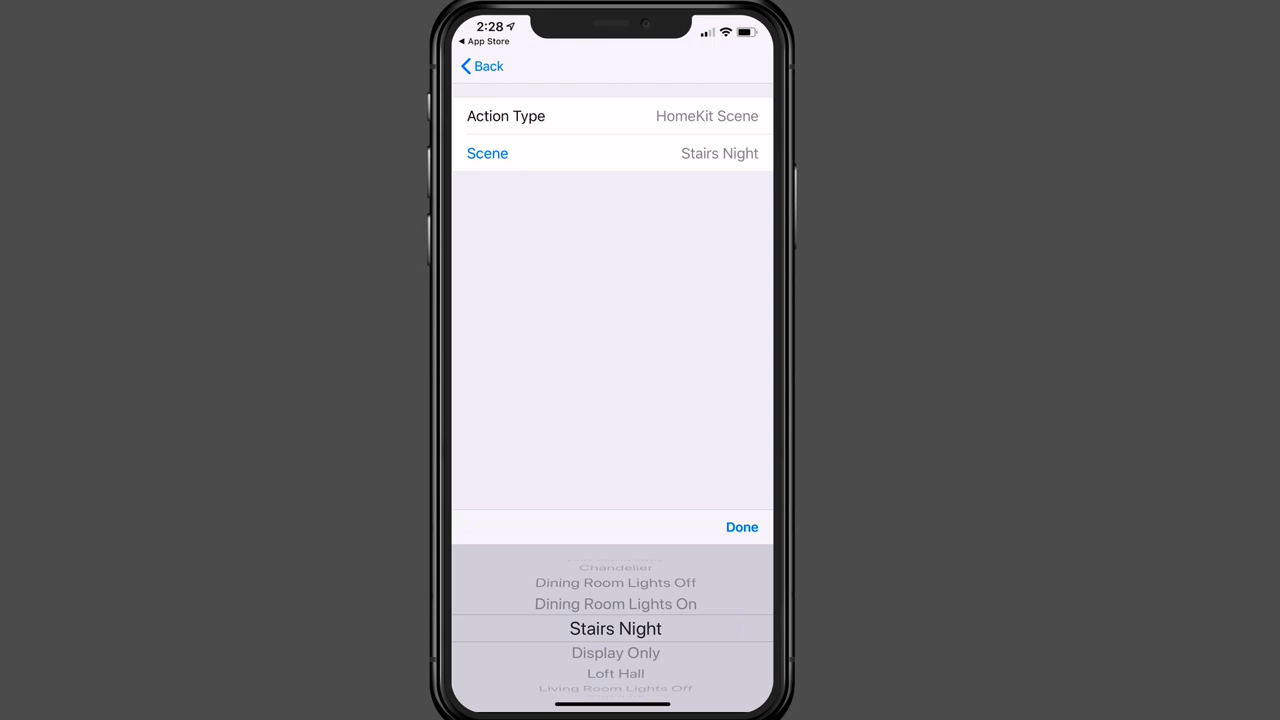 2:28
App Store
Back
Action Type HomeKit Scene
Scene Stairs Night
Done
Chandelier
Dining Room Lights Off
Dining Room Lights On
Stairs Night
Display Only
Loft Hall
Living Room Lights Off